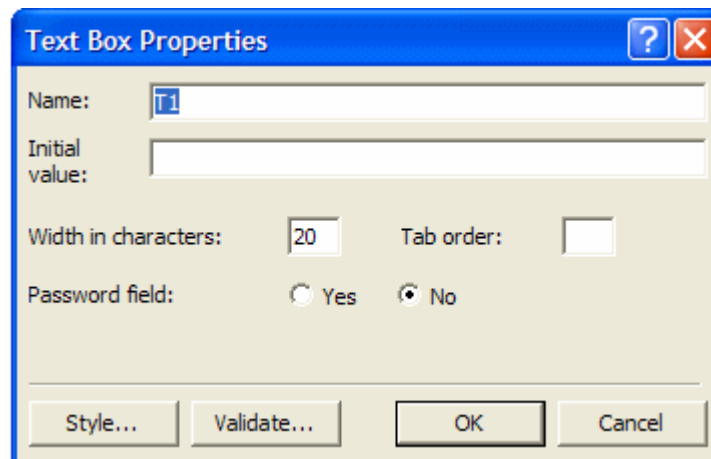 Text Box Properties
Name: T1
Initial value:
Width in characters: 20 Tab order:
Password field: Yes No
Style... Validate... OK Cancel